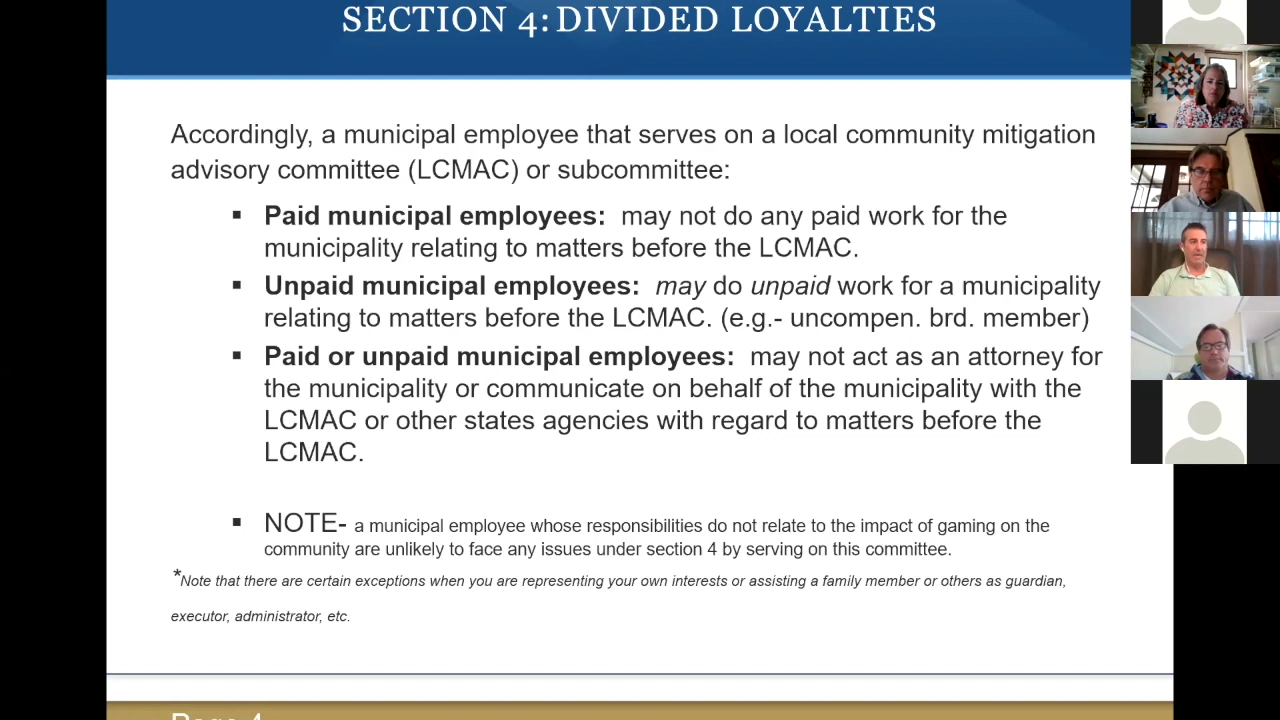 SECTION 4: DIVIDED LOYALTIES
Accordingly, a municipal employee that serves on a local community mitigation
advisory committee (LCMAC) or subcommittee:
▪ Paid municipal employees: may not do any paid work for the
municipality relating to matters before the LCMAC.
▪ Unpaid municipal employees: may do unpaid work for a municipality
relating to matters before the LCMAC. (e.g.- uncompen. brd. member)
▪ Paid or unpaid municipal employees: may not act as an attorney for
the municipality or communicate on behalf of the municipality with the
LCMAC or other states agencies with regard to matters before the
LCMAC.
▪ NOTE- a municipal employee whose responsibilities do not relate to the impact of gaming on the
community are unlikely to face any issues under section 4 by serving on this committee.
*Note that there are certain exceptions when you are representing your own interests or assisting a family member or others as guardian,
executor, administrator, etc.
Page 4